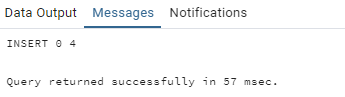 Data Output Messages Notifications
INSERT 0 4
Query returned successfully in 57 msec.